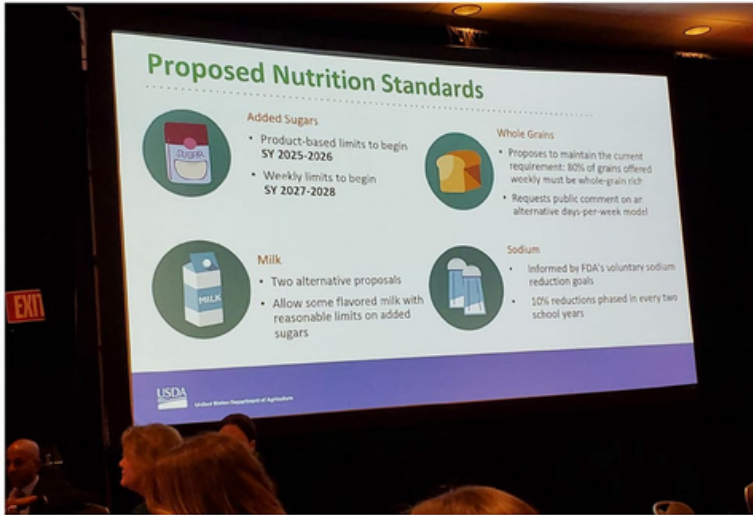 Proposed Nutrition Standards
SUGAR
Added Sugars
• Product-based limits to begin
SY 2025-2026
• Weekly limits to begin
SY 2027-2028
Whole Grains
• Proposes to maintain the current
requirement: 80% of grains offered
weekly must be whole-grain rich
• Requests public comment on an
alternative days-per-week model
MILK
Milk
• Two alternative proposals
• Allow some flavored milk with
reasonable limits on added
sugars
Sodium
• Informed by FDA's voluntary sodium
reduction goals
• 10% reductions phased in every two
school years
EXIT
USDA
United States Department of Agriculture